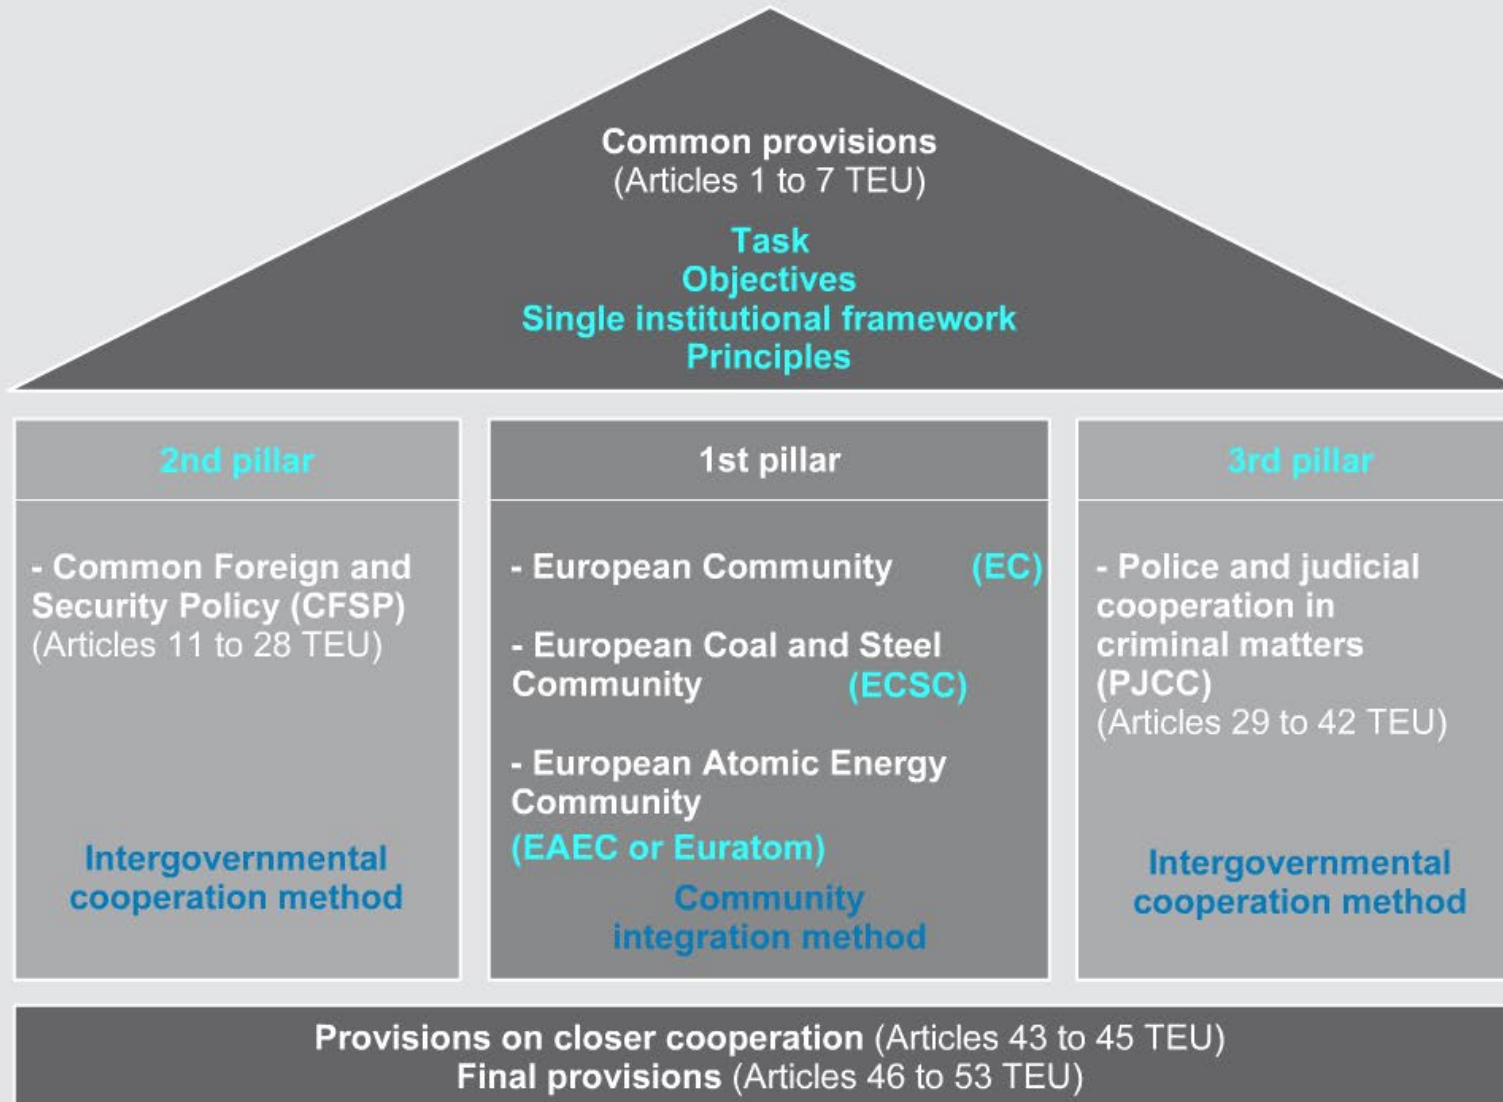 Common provisions
(Articles 1 to 7 TEU)
Task
Objectives
Single institutional framework
Principles
2nd pillar
- Common Foreign and
Security Policy (CFSP)
(Articles 11 to 28 TEU)
Intergovernmental
cooperation method
1st pillar
- European Community (EC)
- European Coal and Steel
Community (ECSC)
- European Atomic Energy
Community
(EAEC or Euratom)
Community
integration method
3rd pillar
- Police and judicial
cooperation in
criminal matters
(PJCC)
(Articles 29 to 42 TEU)
Intergovernmental
cooperation method
Provisions on closer cooperation (Articles 43 to 45 TEU)
Final provisions (Articles 46 to 53 TEU)